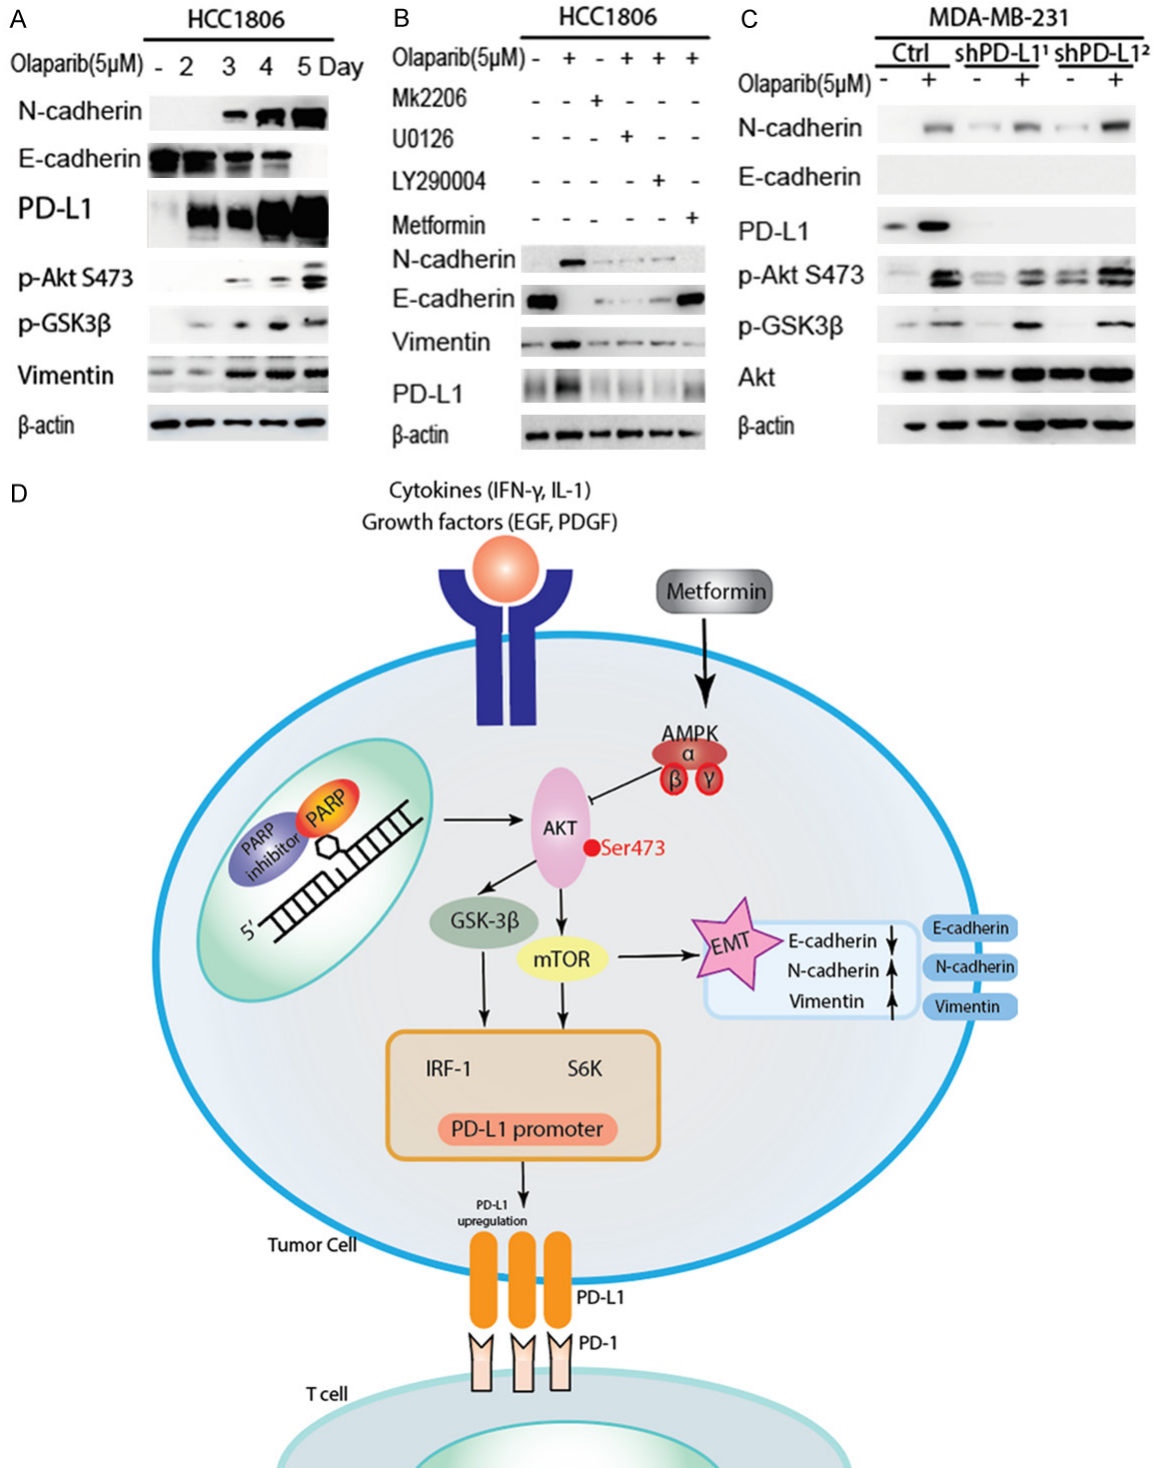 A
HCC1806
Olaparib(5μM) - 2 3 4 5 Day
N-cadherin
E-cadherin
PD-L1
p-Akt S473
p-GSK3β
Vimentin
β-actin
B
HCC1806
Olaparib(5μM) - + - + + +
Mk2206 - - + - - -
U0126 - - - + - -
LY290004 - - - - + -
Metformin - - - - - +
N-cadherin
E-cadherin
Vimentin
PD-L1
β-actin
C
MDA-MB-231
Ctrl shPD-L1¹ shPD-L1²
Olaparib(5μM) - + - + - +
N-cadherin
E-cadherin
PD-L1
p-Akt S473
p-GSK3β
Akt
β-actin
D
Cytokines (IFN-γ, IL-1)
Growth factors (EGF, PDGF)
Metformin
AMPK
α
β γ
PARP
PARP
inhibitor
5'
AKT
Ser473
GSK-3β
mTOR
EMT
E-cadherin
N-cadherin
Vimentin
E-cadherin
N-cadherin
Vimentin
IRF-1 S6K
PD-L1 promoter
PD-L1
upregulation
Tumor Cell
PD-L1
PD-1
T cell